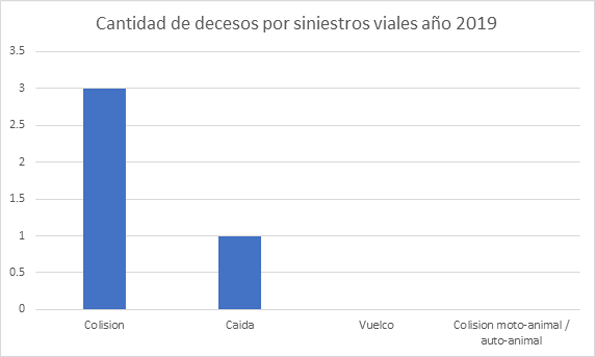 Cantidad de decesos por siniestros viales año 2019
3.5
3
2.5
2
1.5
1
0.5
0
Colision
Caida
Vuelco
Colision moto-animal /
auto-animal